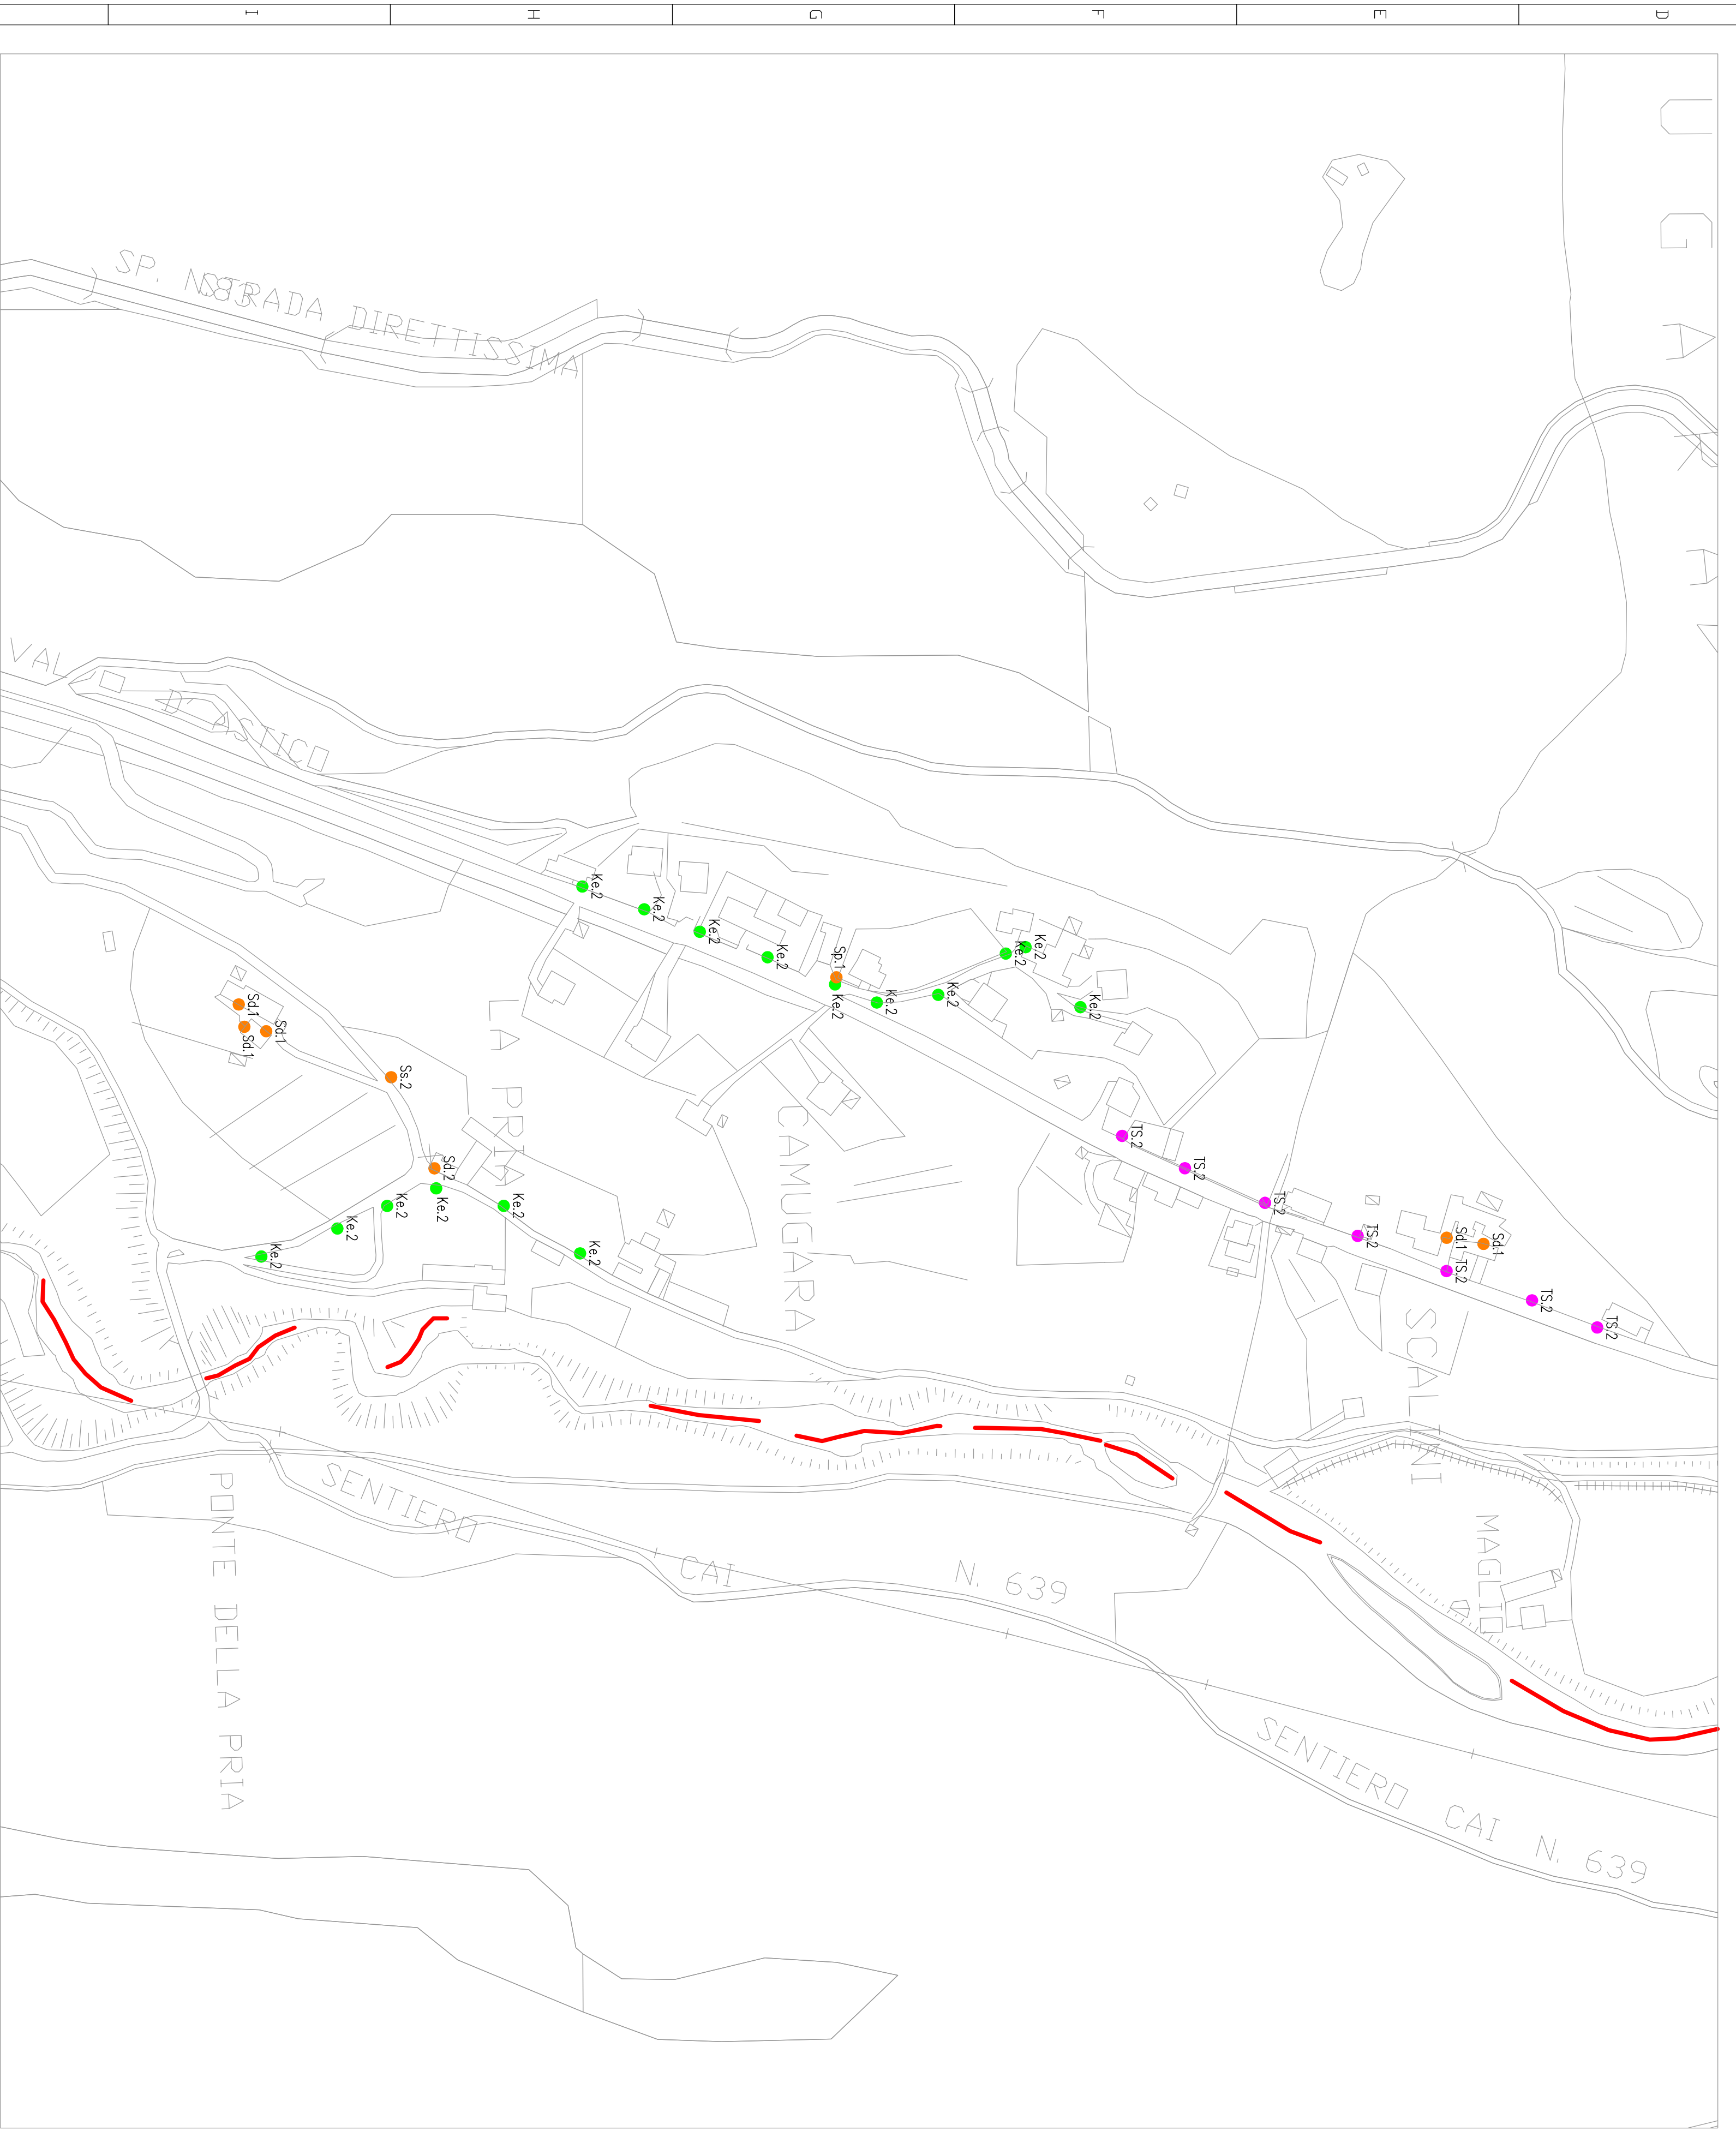 I
H
G
F
E
D
SP. N. 83
STRADA DIRETTISSIMA
VAL D'ASTICO
Ke.2
Ke.2
Ke.2
Ke.2
Sp.1
Ke.2
Ke.2
Ke.2
Ke.2
Ke.2
Ke.2
Sd.1
Sd.1
Sd.1
Ss.2
Sd.2
Ke.2
Ke.2
Ke.2
Ke.2
Ke.2
Ke.2
TS.2
TS.2
TS.2
TS.2
Sd.1
Sd.1
TS.2
TS.2
TS.2
LA PRIA
CAMUGARA
SCALINI
MAGLIO
PONTE DELLA PRIA
SENTIERO CAI N. 639
SENTIERO CAI N. 639